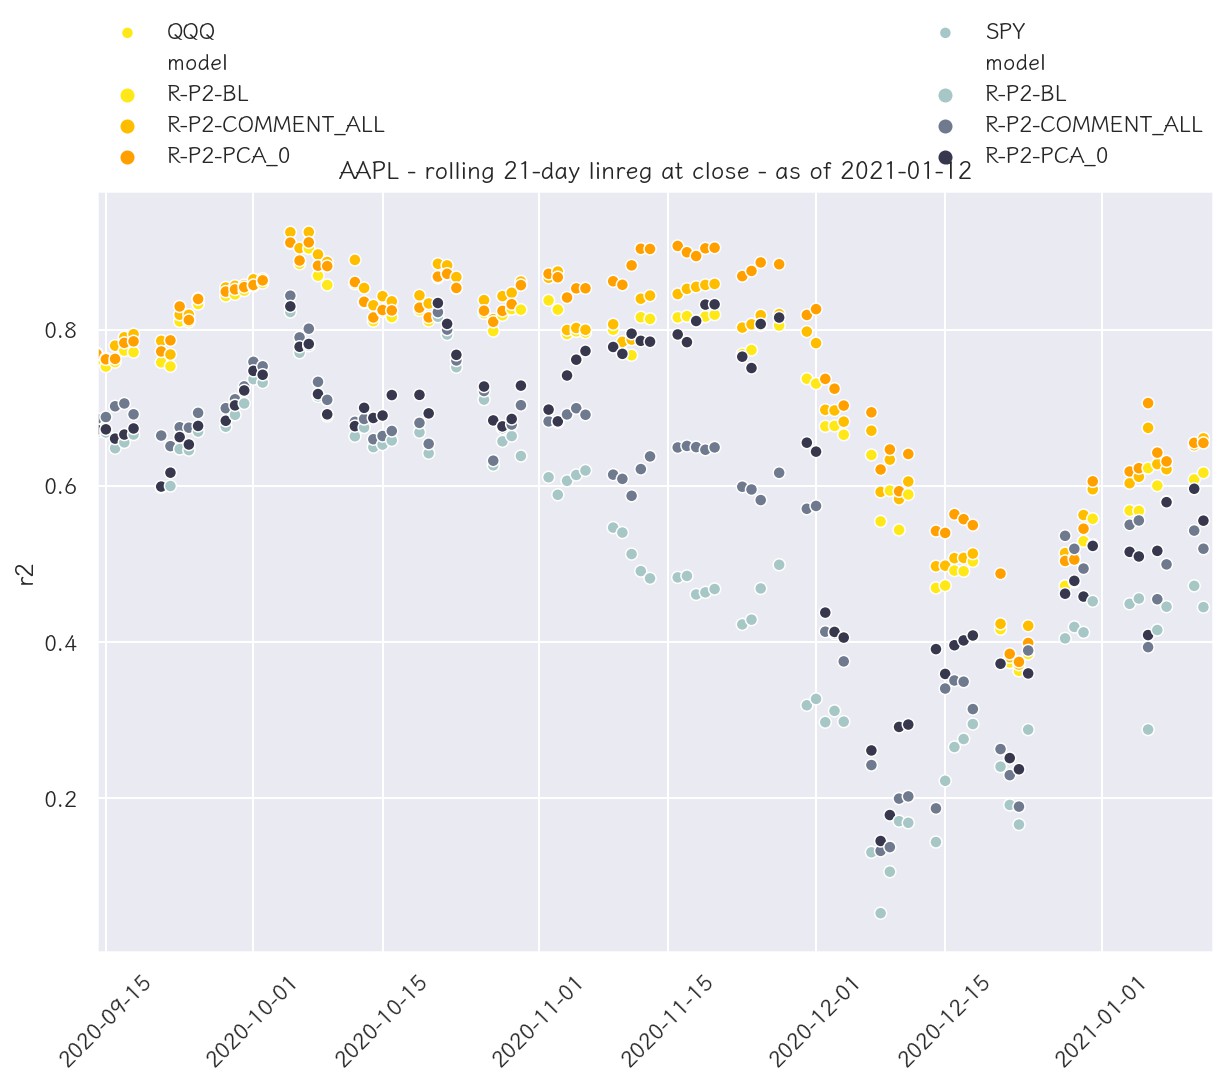 QQQ
model
R-P2-BL
R-P2-COMMENT_ALL
R-P2-PCA_0
SPY
model
R-P2-BL
R-P2-COMMENT_ALL
R-P2-PCA_0
AAPL - rolling 21-day linreg at close - as of 2021-01-12
r2
0.8
0.6
0.4
0.2
2020-09-15
2020-10-01
2020-10-15
2020-11-01
2020-11-15
2020-12-01
2020-12-15
2021-01-01